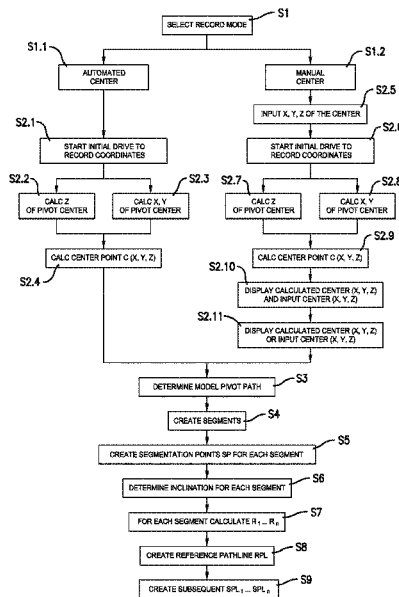 S1
SELECT RECORD MODE
S1.1
S1.2
AUTOMATED
CENTER
MANUAL
CENTER
S2.5
INPUT X, Y, Z OF THE CENTER
S2.1
S2.6
START INITIAL DRIVE TO
RECORD COORDINATES
START INITIAL DRIVE TO
RECORD COORDINATES
S2.2
S2.3
S2.7
S2.8
CALC Z
OF PIVOT CENTER
CALC X, Y
OF PIVOT CENTER
CALC Z
OF PIVOT CENTER
CALC X, Y
OF PIVOT CENTER
S2.9
CALC CENTER POINT C (X, Y, Z)
CALC CENTER POINT C (X, Y, Z)
S2.4
S2.10
DISPLAY CALCULATED CENTER (X, Y, Z)
AND INPUT CENTER (X, Y, Z)
S2.11
DISPLAY CALCULATED CENTER (X, Y, Z)
OR INPUT CENTER (X, Y, Z)
S3
DETERMINE MODEL PIVOT PATH
S4
CREATE SEGMENTS
S5
CREATE SEGMENTATION POINTS SP FOR EACH SEGMENT
S6
DETERMINE INCLINATION FOR EACH SEGMENT
S7
FOR EACH SEGMENT CALCULATE R1 ... Rn
S8
CREATE REFERENCE PATHLINE RPL
S9
CREATE SUBSEQUENT SPL1 ... SPLn